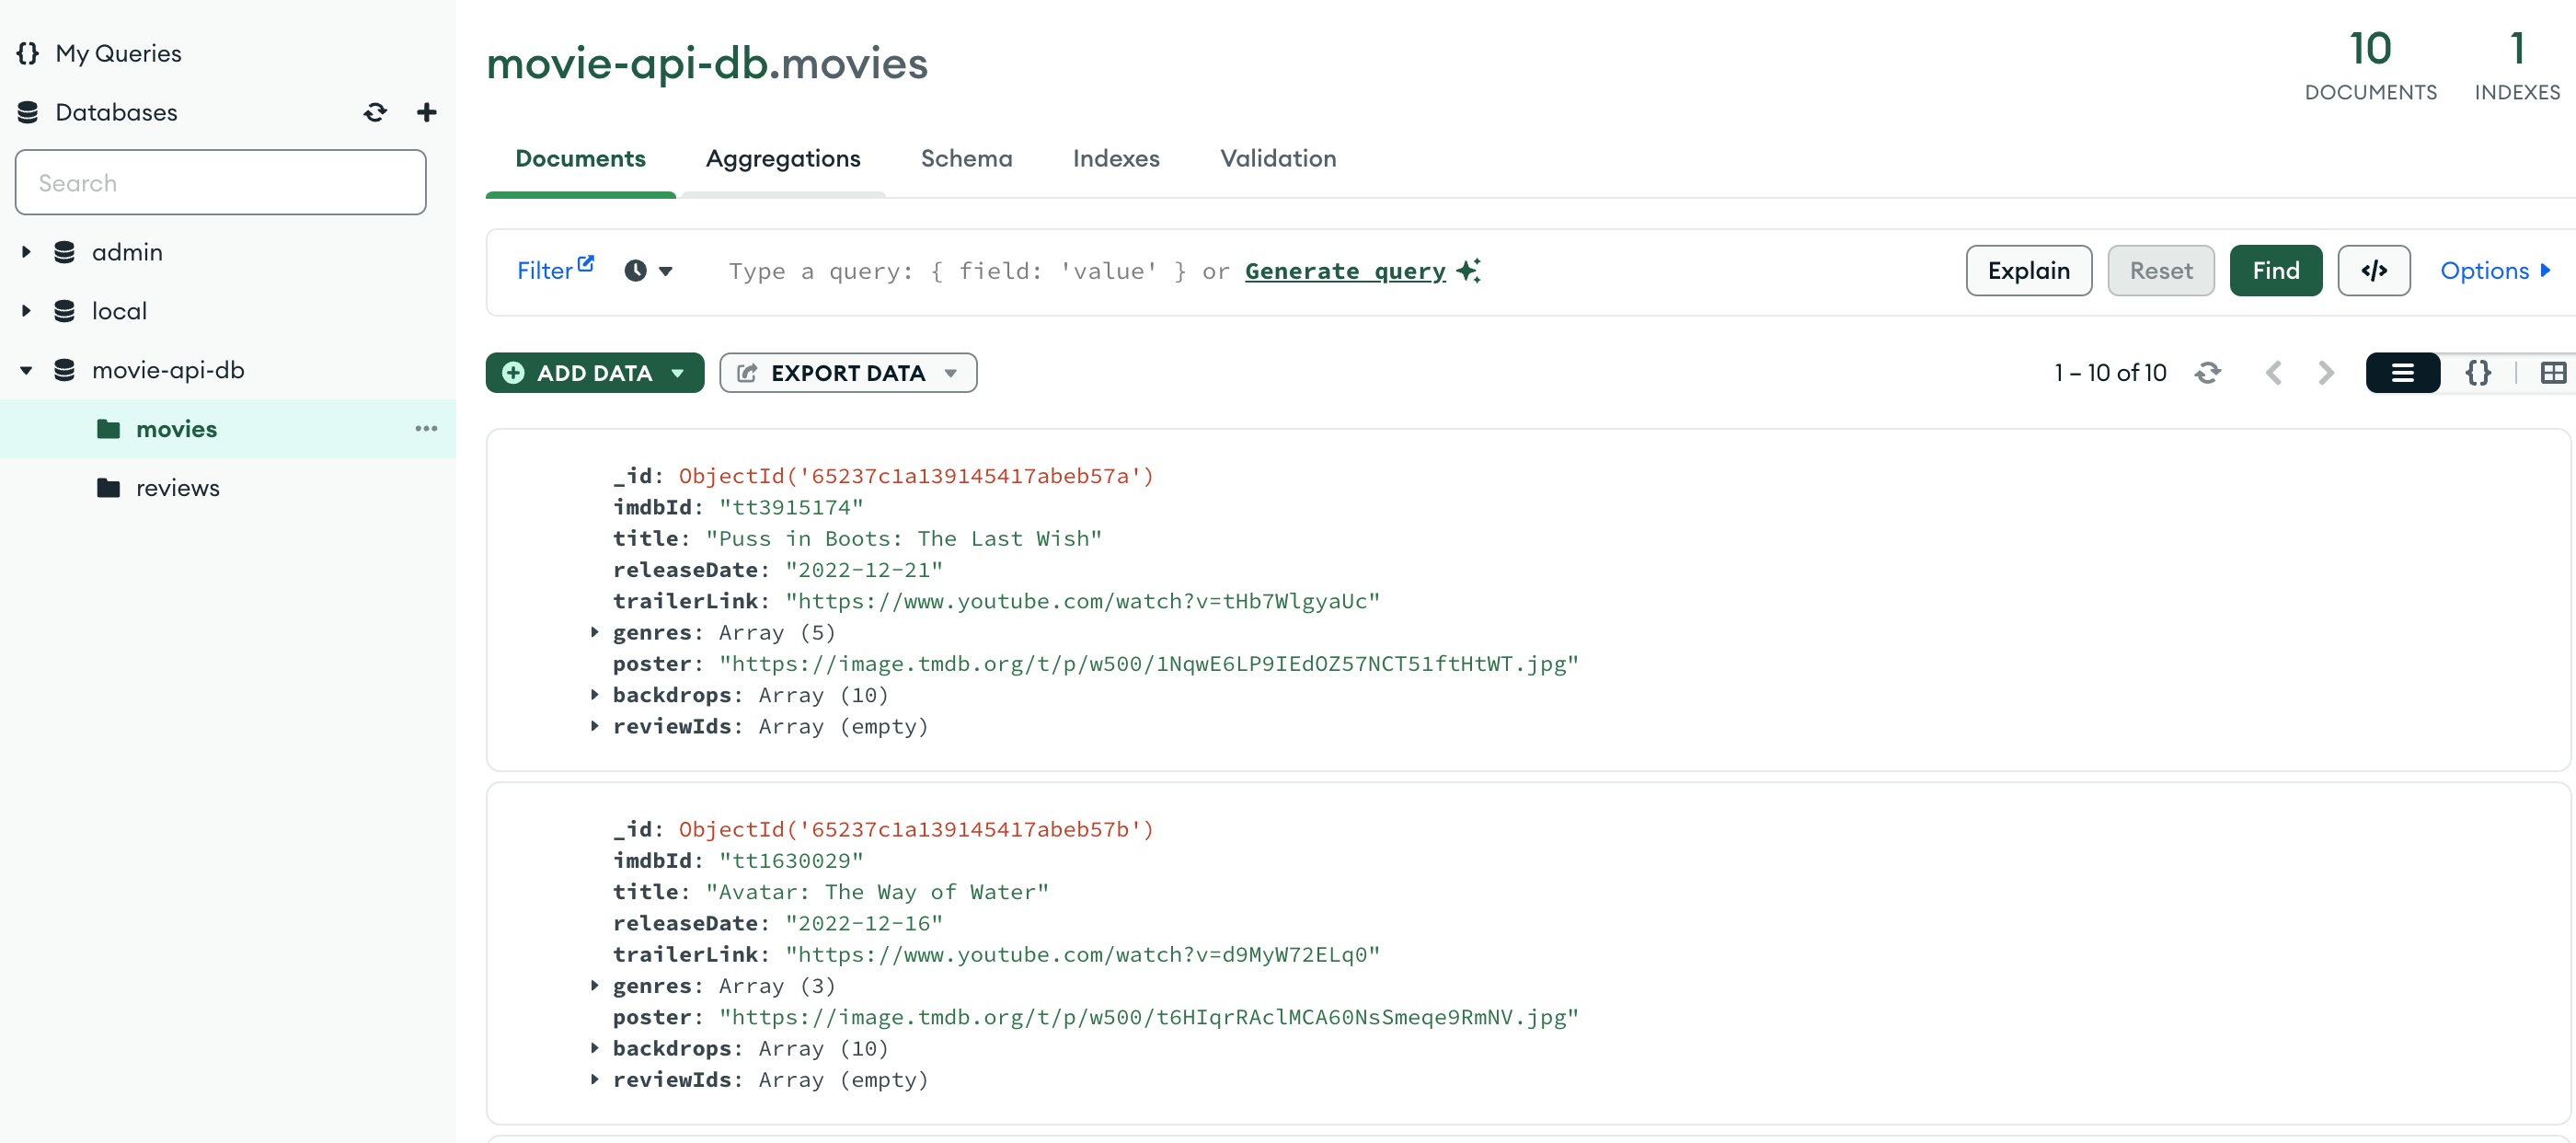 My Queries
Databases
Search
admin
local
movie-api-db
movies
reviews
movie-api-db.movies
10
DOCUMENTS
1
INDEXES
Documents Aggregations Schema Indexes Validation
Filter Type a query: { field: 'value' } or Generate query Explain Reset Find </> Options
ADD DATA EXPORT DATA 1 – 10 of 10 {}
_id: ObjectId('65237c1a139145417abeb57a')
imdbId: "tt3915174"
title: "Puss in Boots: The Last Wish"
releaseDate: "2022-12-21"
trailerLink: "https://www.youtube.com/watch?v=tHb7WlgyaUc"
genres: Array (5)
poster: "https://image.tmdb.org/t/p/w500/1NqwE6LP9IEdOZ57NCT51ftHtWT.jpg"
backdrops: Array (10)
reviewIds: Array (empty)
_id: ObjectId('65237c1a139145417abeb57b')
imdbId: "tt1630029"
title: "Avatar: The Way of Water"
releaseDate: "2022-12-16"
trailerLink: "https://www.youtube.com/watch?v=d9MyW72ELq0"
genres: Array (3)
poster: "https://image.tmdb.org/t/p/w500/t6HIqrRAclMCA60NsSmeqe9RmNV.jpg"
backdrops: Array (10)
reviewIds: Array (empty)